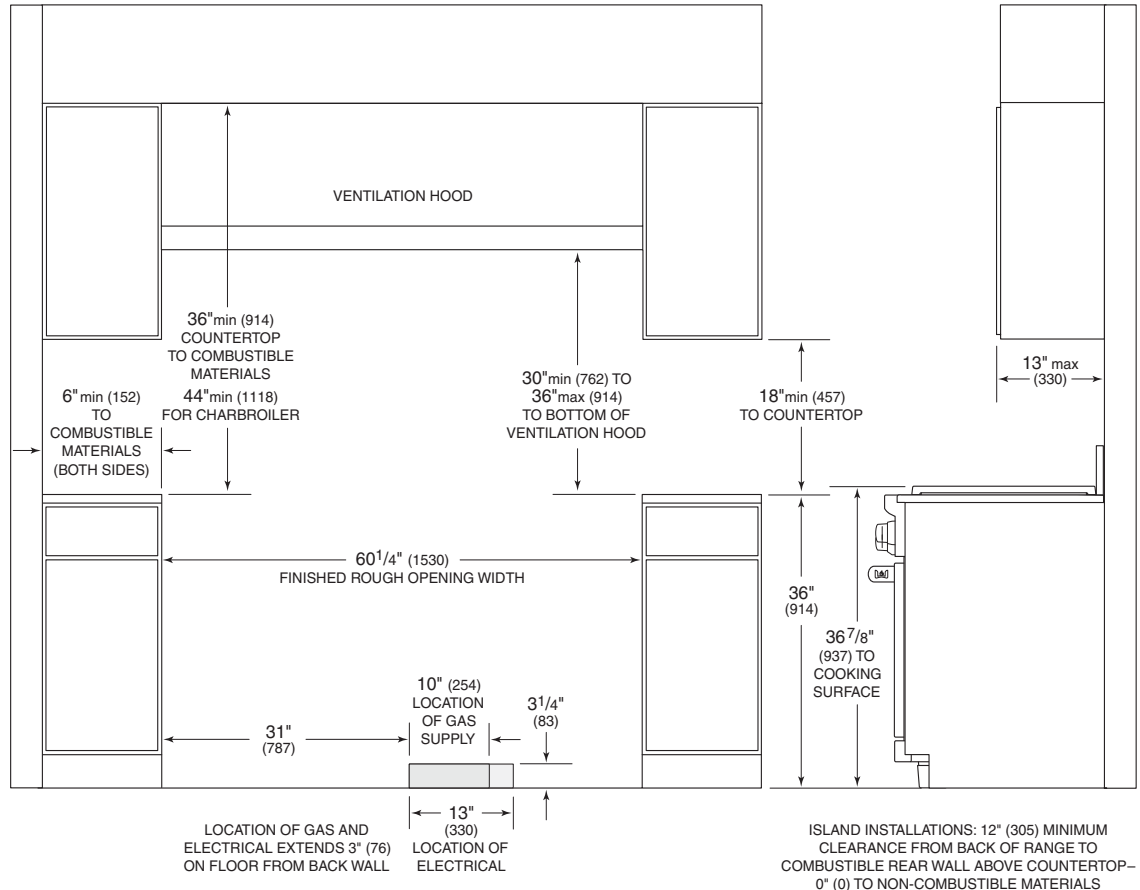 VENTILATION HOOD
36"min (914)
COUNTERTOP
TO COMBUSTIBLE
MATERIALS
44"min (1118)
FOR CHARBROILER
6"min (152)
TO
COMBUSTIBLE
MATERIALS
(BOTH SIDES)
30"min (762) TO
36"max (914)
TO BOTTOM OF
VENTILATION HOOD
18"min (457)
TO COUNTERTOP
13" max
(330)
60 1/4" (1530)
FINISHED ROUGH OPENING WIDTH
36"
(914)
36 7/8"
(937) TO
COOKING
SURFACE
10" (254)
LOCATION
OF GAS
SUPPLY
3 1/4"
(83)
31"
(787)
13"
(330)
LOCATION OF
ELECTRICAL
LOCATION OF GAS AND
ELECTRICAL EXTENDS 3" (76)
ON FLOOR FROM BACK WALL
ISLAND INSTALLATIONS: 12" (305) MINIMUM
CLEARANCE FROM BACK OF RANGE TO
COMBUSTIBLE REAR WALL ABOVE COUNTERTOP–
0" (0) TO NON-COMBUSTIBLE MATERIALS